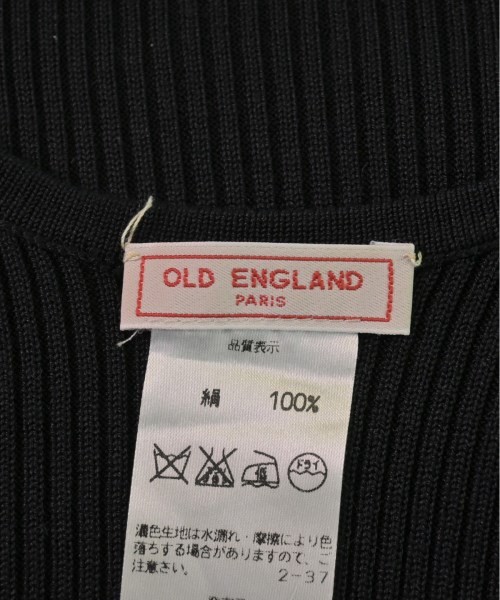 OLD ENGLAND
PARIS
品質表示
絹 100%
低 ドライ
濃色生地は水濡れ・摩擦により色
落ちする場合がありますので、ご
注意さい。
2-37